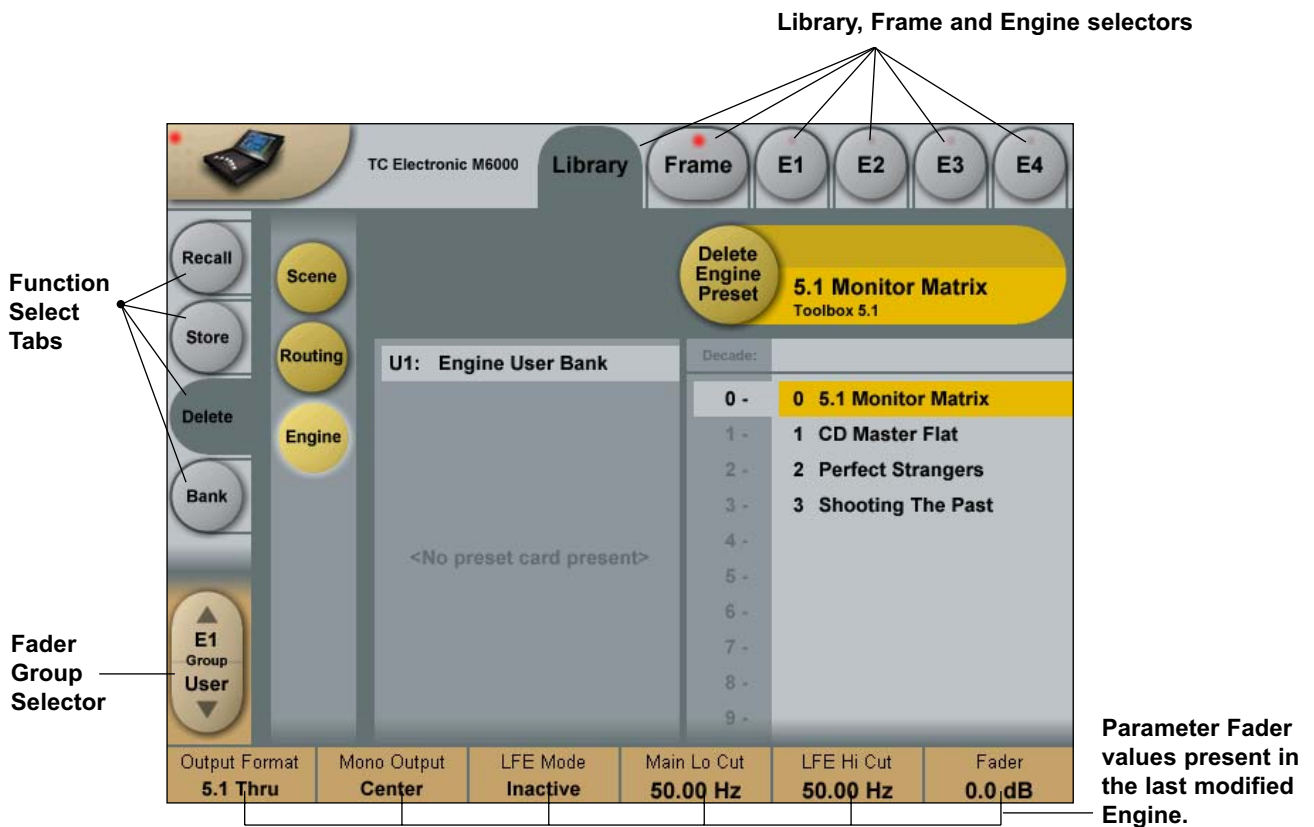 Library, Frame and Engine selectors
TC Electronic M6000
Library
Frame
E1
E2
E3
E4
Function
Select
Tabs
Recall
Store
Delete
Bank
Scene
Routing
Engine
Delete
Engine
Preset
5.1 Monitor Matrix
Toolbox 5.1
U1: Engine User Bank
<No preset card present>
Decade:
0 -
1 -
2 -
3 -
4 -
5 -
6 -
7 -
8 -
9 -
0 5.1 Monitor Matrix
1 CD Master Flat
2 Perfect Strangers
3 Shooting The Past
Fader
Group
Selector
E1
Group
User
Output Format
5.1 Thru
Mono Output
Center
LFE Mode
Inactive
Main Lo Cut
50.00 Hz
LFE Hi Cut
50.00 Hz
Fader
0.0 dB
Parameter Fader
values present in
the last modified
Engine.